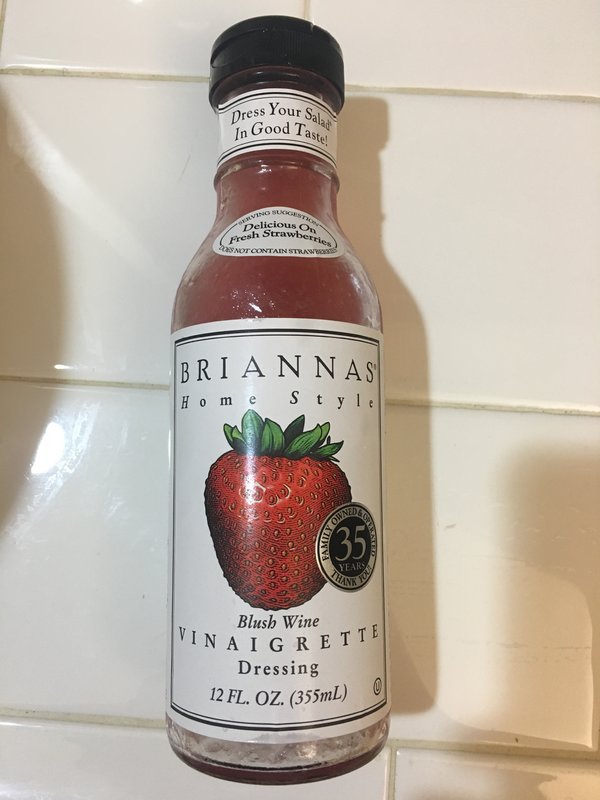 Dress Your Salad®
In Good Taste!
SERVING SUGGESTION
Delicious On
Fresh Strawberries
DOES NOT CONTAIN STRAWBERRIES
BRIANNAS®
Home Style
FAMILY OWNED & OPERATED
35
YEARS
THANK YOU!
Blush Wine
VINAIGRETTE
Dressing
12 FL. OZ. (355mL)
U